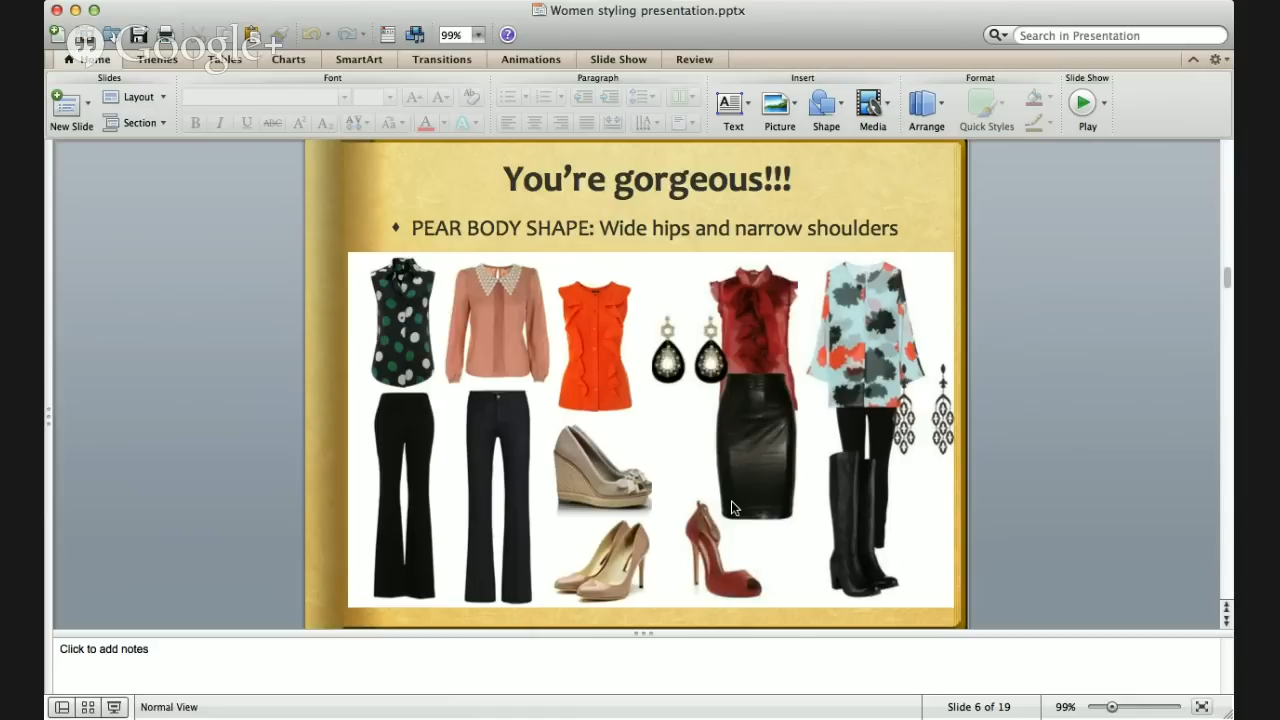 Women styling presentation.pptx
99%
Search in Presentation
Google+
Home Themes Tables Charts SmartArt Transitions Animations Slide Show Review
Slides Font Paragraph Insert Format Slide Show
New Slide Layout Section
B I U ABC A A Aa A A
Text Picture Shape Media Arrange Quick Styles Play
You're gorgeous!!!
♦ PEAR BODY SHAPE: Wide hips and narrow shoulders
Click to add notes
Normal View Slide 6 of 19 99%